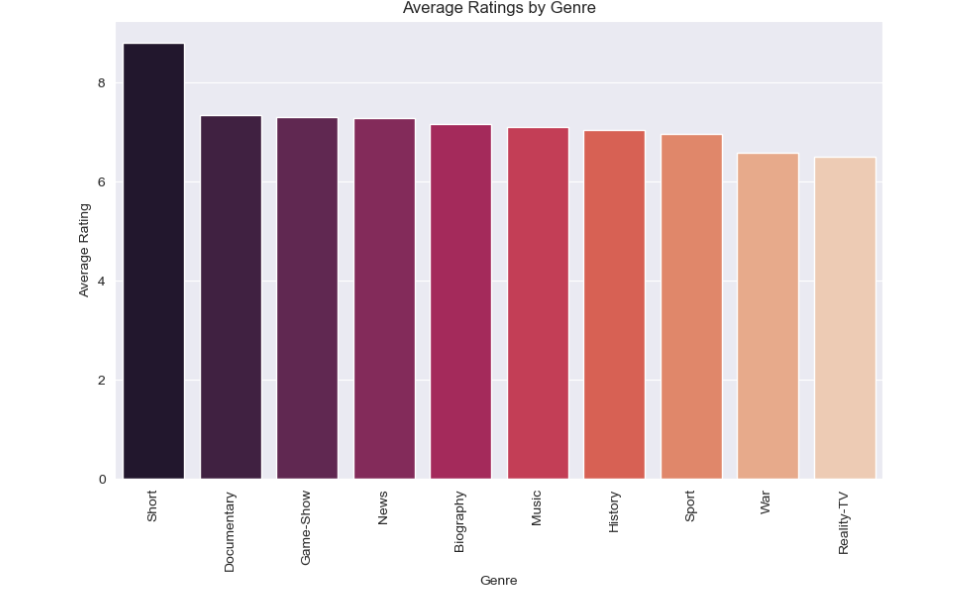 Average Ratings by Genre
Average Rating
8
6
4
2
0
Short
Documentary
Game-Show
News
Biography
Music
History
Sport
War
Reality-TV
Genre